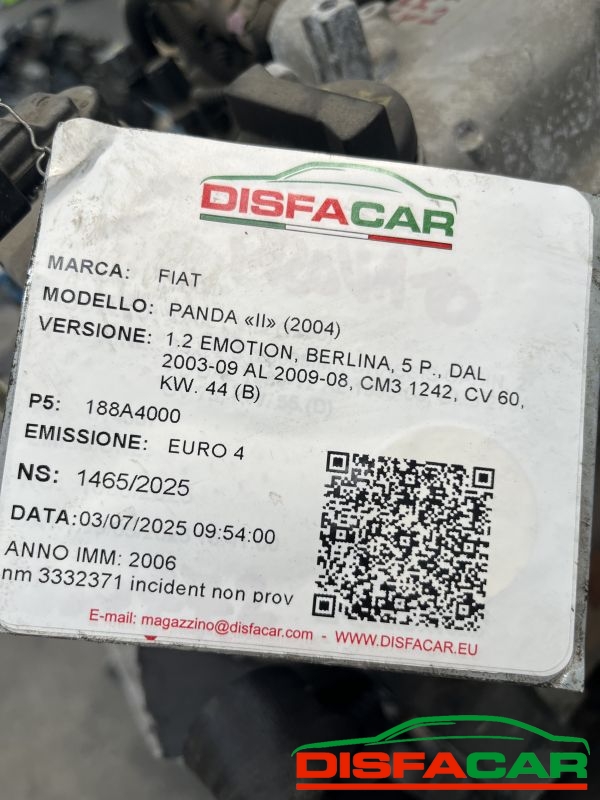 DISFACAR
MARCA: FIAT
MODELLO: PANDA «II» (2004)
VERSIONE: 1.2 EMOTION, BERLINA, 5 P., DAL
2003-09 AL 2009-08, CM3 1242, CV 60,
KW. 44 (B)
P5: 188A4000
EMISSIONE: EURO 4
NS: 1465/2025
DATA:03/07/2025 09:54:00
ANNO IMM: 2006
nm 3332371 incident non prov
E-mail: magazzino@disfacar.com - WWW.DISFACAR.EU
DISFACAR